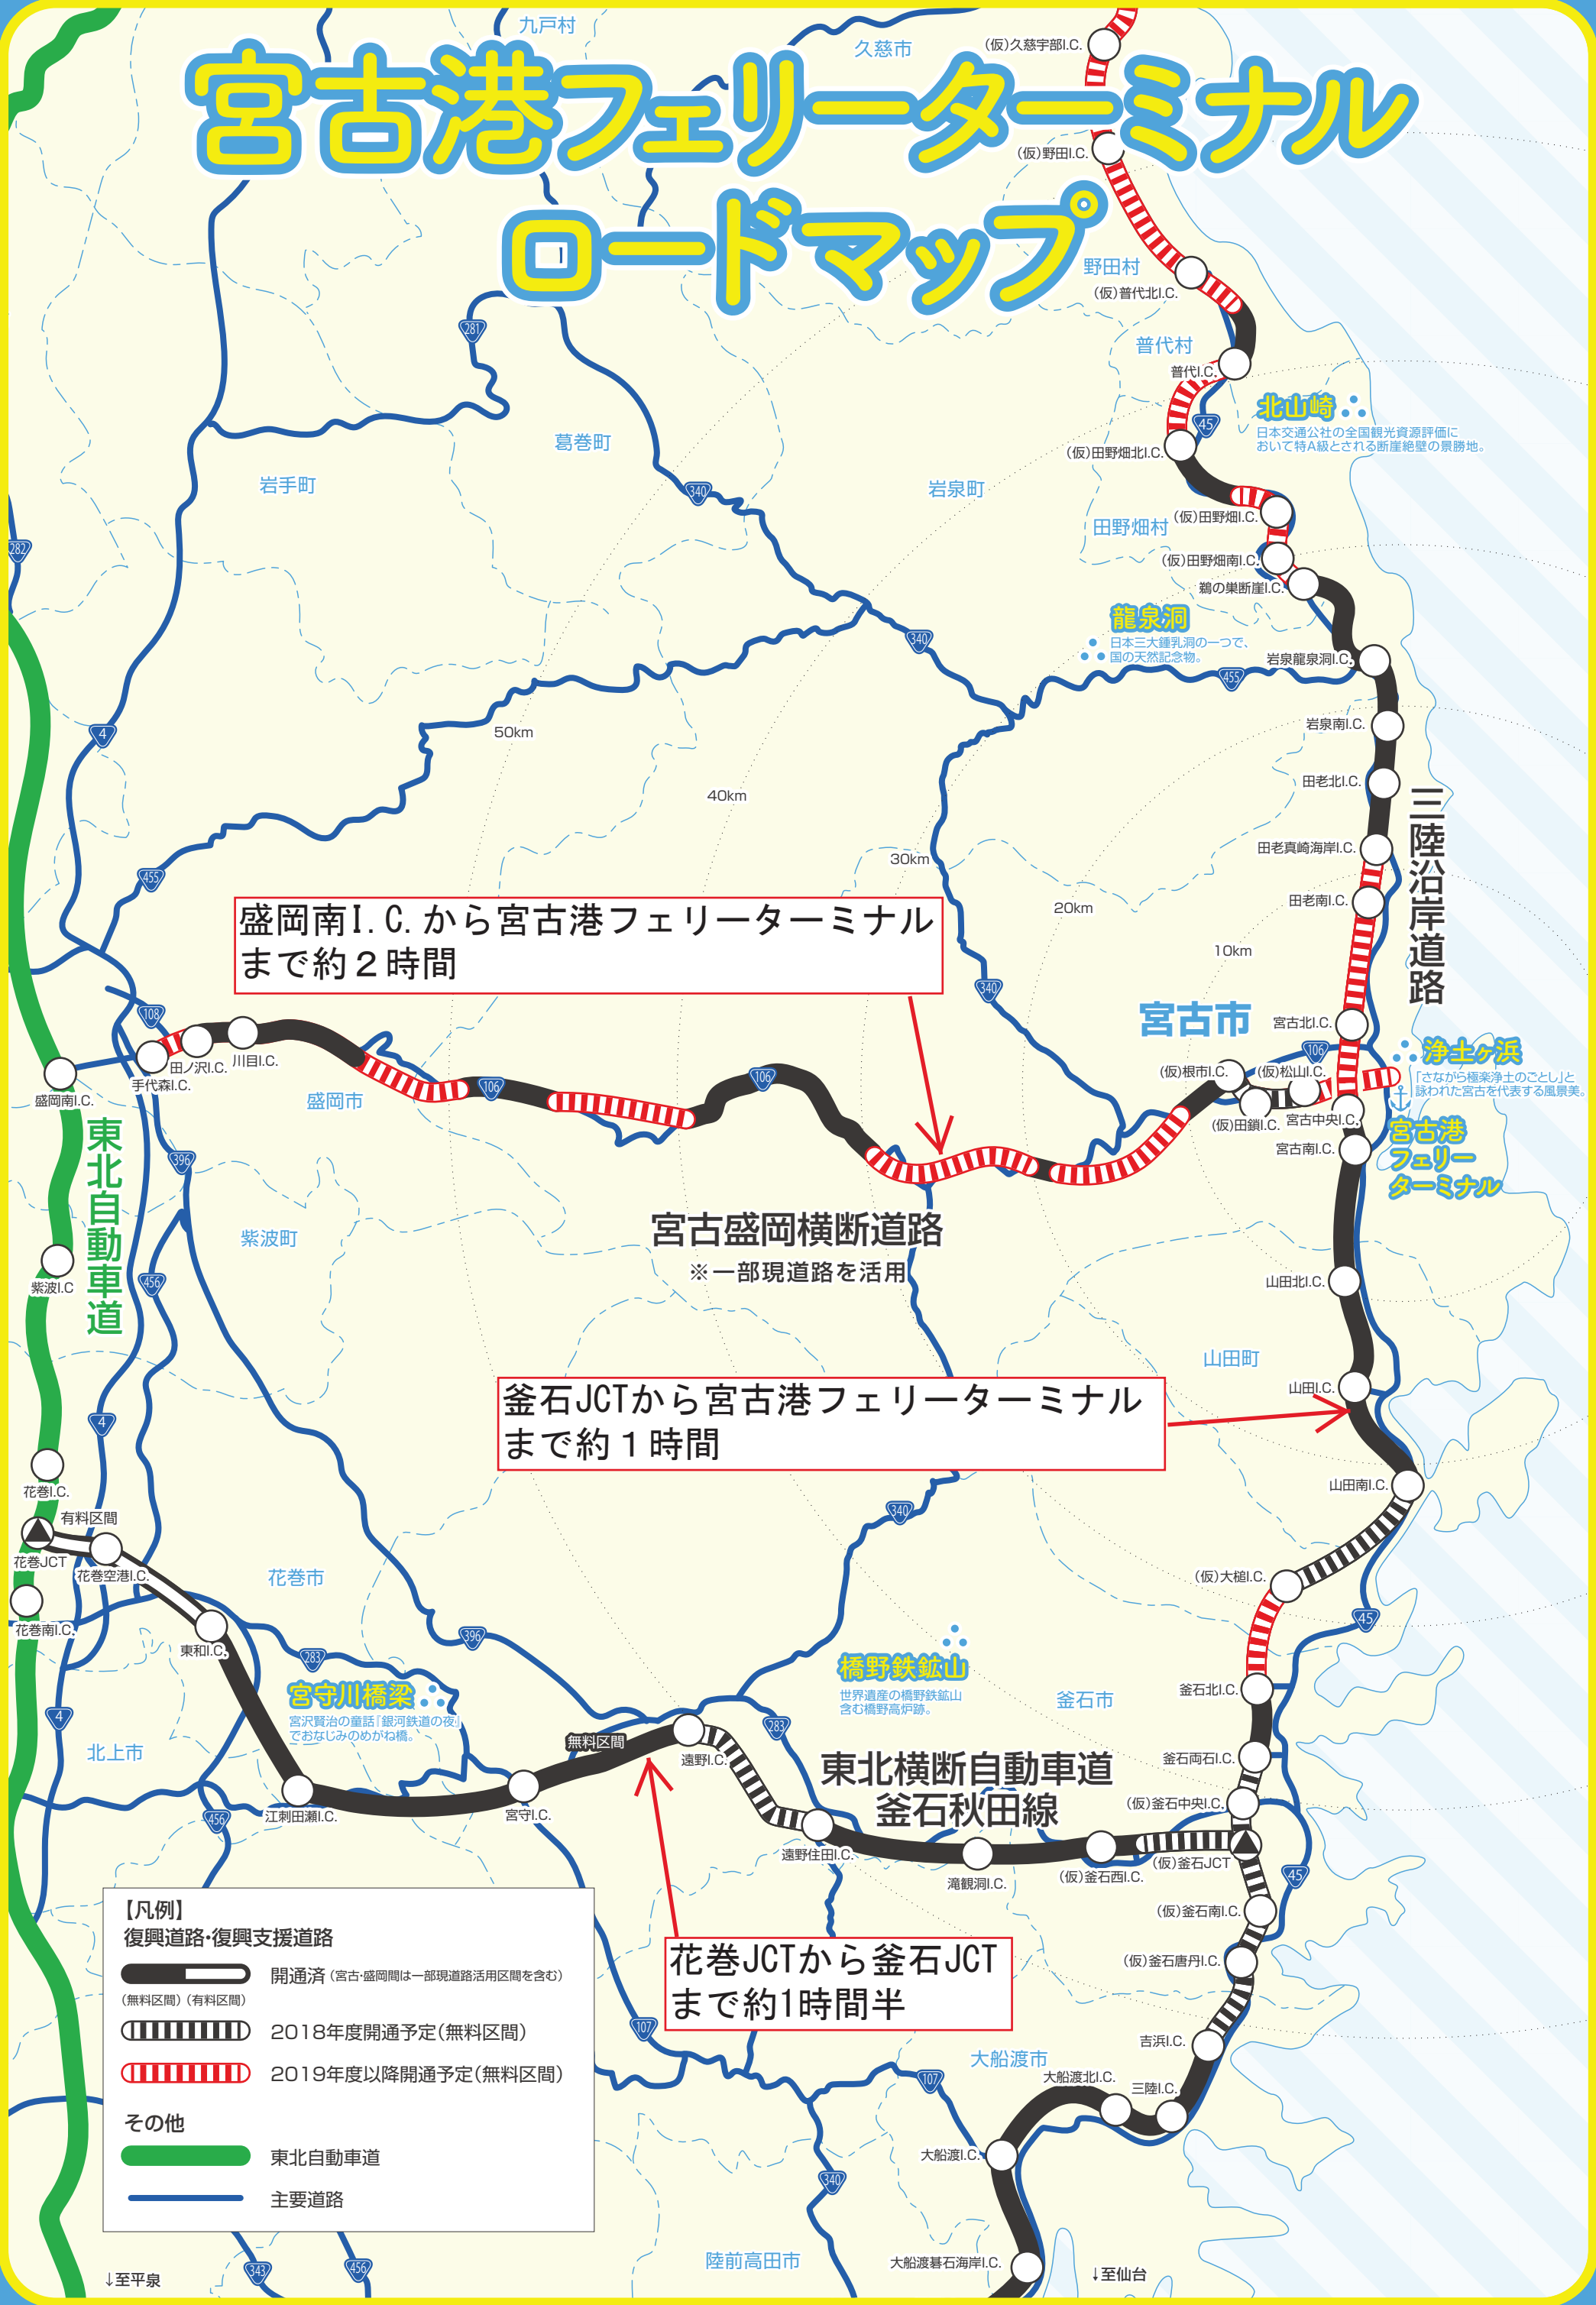 宮古港フェリーターミナル
ロードマップ
九戸村
久慈市
(仮)久慈宇部I.C.
(仮)野田I.C.
野田村
(仮)普代北I.C.
281
普代村
普代I.C.
北山崎
日本交通公社の全国観光資源評価に
おいて特A級とされる断崖絶壁の景勝地。
45
葛巻町
(仮)田野畑北I.C.
岩手町
340
岩泉町
田野畑村
(仮)田野畑I.C.
282
(仮)田野畑南I.C.
鵜の巣断崖I.C.
龍泉洞
日本三大鍾乳洞の一つで、
国の天然記念物。
340
岩泉龍泉洞I.C.
455
4
50km
岩泉南I.C.
田老北I.C.
40km
三陸沿岸道路
田老真崎海岸I.C.
30km
455
田老南I.C.
20km
盛岡南I.C.から宮古港フェリーターミナル
まで約２時間
10km
340
108
宮古市
宮古北I.C.
106
浄土ヶ浜
「さながら極楽浄土のごとし」と
詠われた宮古を代表する風景美。
田ノ沢I.C.
川目I.C.
手代森I.C.
盛岡南I.C.
106
106
(仮)根市I.C.
(仮)松山I.C.
盛岡市
(仮)田鎖I.C.
宮古中央I.C.
宮古港
フェリー
ターミナル
宮古南I.C.
東北自動車道
396
宮古盛岡横断道路
※一部現道路を活用
紫波町
紫波I.C
456
山田北I.C.
山田町
釜石JCTから宮古港フェリーターミナル
まで約１時間
山田I.C.
4
花巻I.C.
山田南I.C.
340
有料区間
花巻JCT
花巻空港I.C.
花巻市
(仮)大槌I.C.
花巻南I.C.
45
東和I.C.
396
283
橋野鉄鉱山
世界遺産の橋野鉄鉱山
含む橋野高炉跡。
宮守川橋梁
宮沢賢治の童話『銀河鉄道の夜』
でおなじみのめがね橋。
釜石市
釜石北I.C.
4
北上市
無料区間
遠野I.C.
283
東北横断自動車道
釜石秋田線
釜石両石I.C.
456
江刺田瀬I.C.
宮守I.C.
(仮)釜石中央I.C.
遠野住田I.C.
滝観洞I.C.
(仮)釜石西I.C.
(仮)釜石JCT
45
(仮)釜石南I.C.
【凡例】
復興道路・復興支援道路
開通済(宮古・盛岡間は一部現道路活用区間を含む)
(無料区間)(有料区間)
2018年度開通予定(無料区間)
2019年度以降開通予定(無料区間)
その他
東北自動車道
主要道路
花巻JCTから釜石JCT
まで約1時間半
(仮)釜石唐丹I.C.
107
吉浜I.C.
大船渡市
107
大船渡北I.C.
三陸I.C.
大船渡I.C.
340
陸前高田市
大船渡碁石海岸I.C.
343
456
↓至平泉
↓至仙台